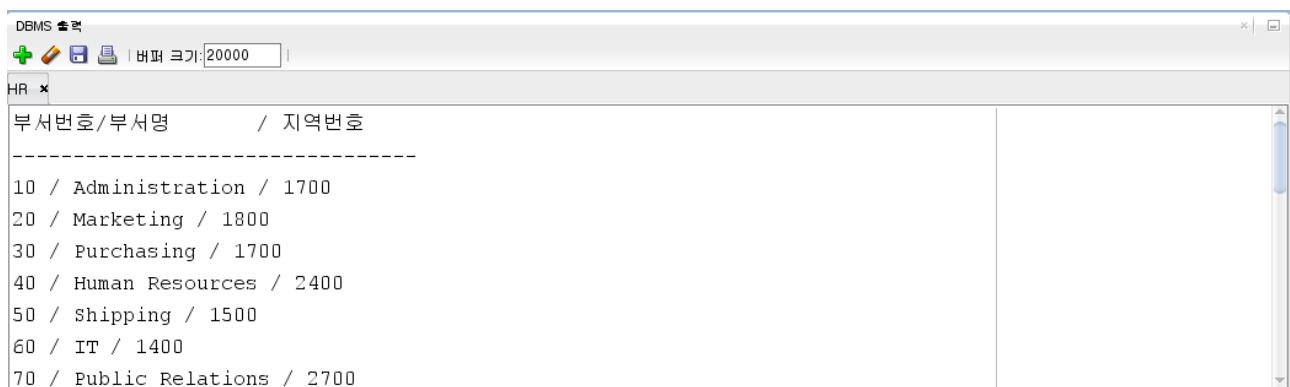 DBMS 출력
버퍼 크기: 20000
HR
부서번호/부서명 / 지역번호
---------------------------------
10 / Administration / 1700
20 / Marketing / 1800
30 / Purchasing / 1700
40 / Human Resources / 2400
50 / Shipping / 1500
60 / IT / 1400
70 / Public Relations / 2700